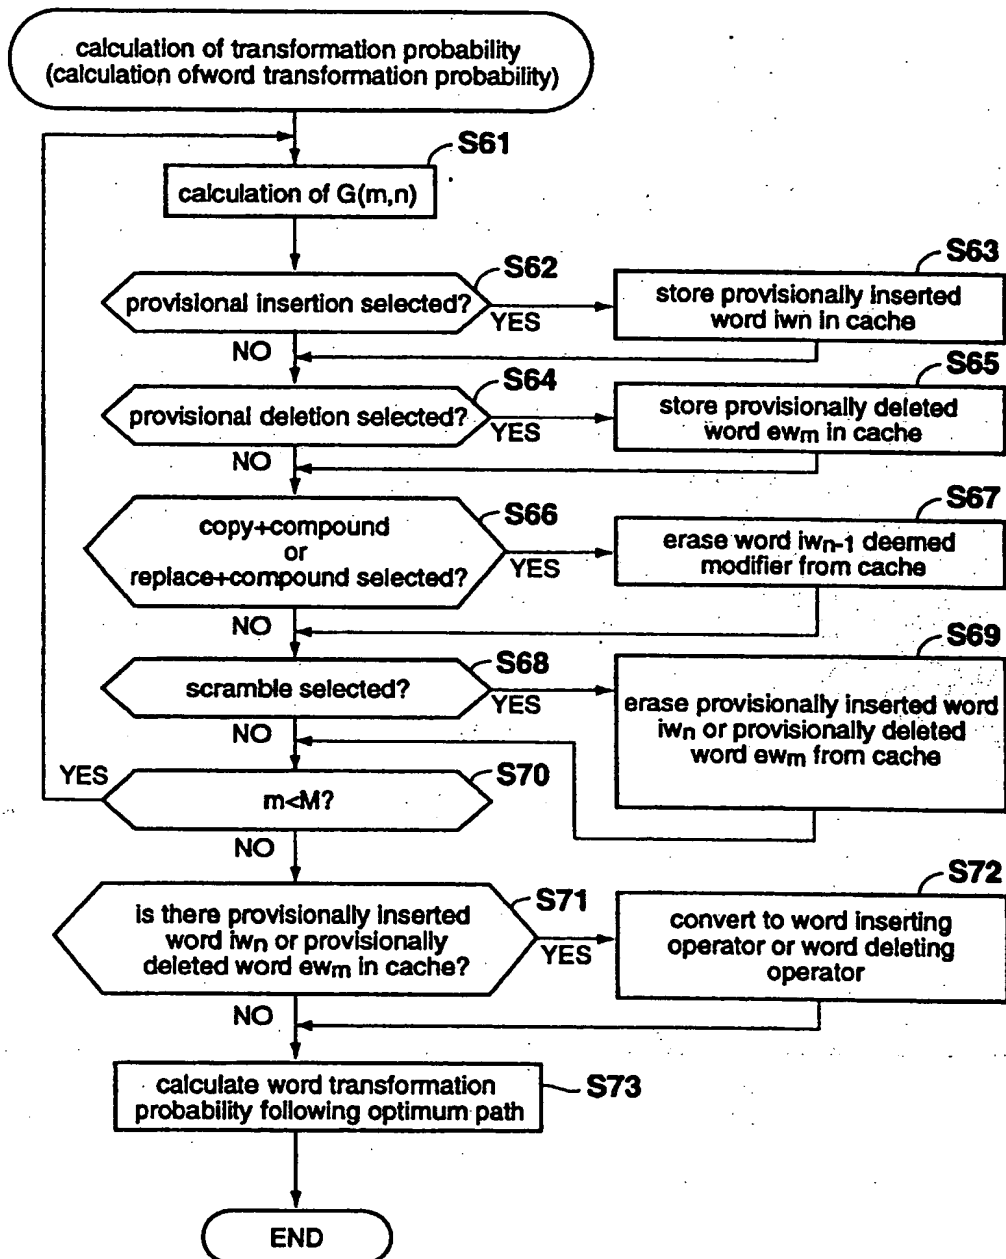 calculation of transformation probability
(calculation ofword transformation probability)
S61
calculation of G(m,n)
S62
provisional insertion selected?
YES
NO
S63
store provisionally inserted
word iwn in cache
S64
provisional deletion selected?
YES
NO
S65
store provisionally deleted
word ewm in cache
S66
copy+compound
or
replace+compound selected?
YES
NO
S67
erase word iwn-1 deemed
modifier from cache
S68
scramble selected?
YES
NO
S69
erase provisionally inserted word
iwn or provisionally deleted
word ewm from cache
YES
S70
m<M?
NO
S71
is there provisionally inserted
word iwn or provisionally
deleted word ewm in cache?
YES
NO
S72
convert to word inserting
operator or word deleting
operator
calculate word transformation
probability following optimum path
S73
END